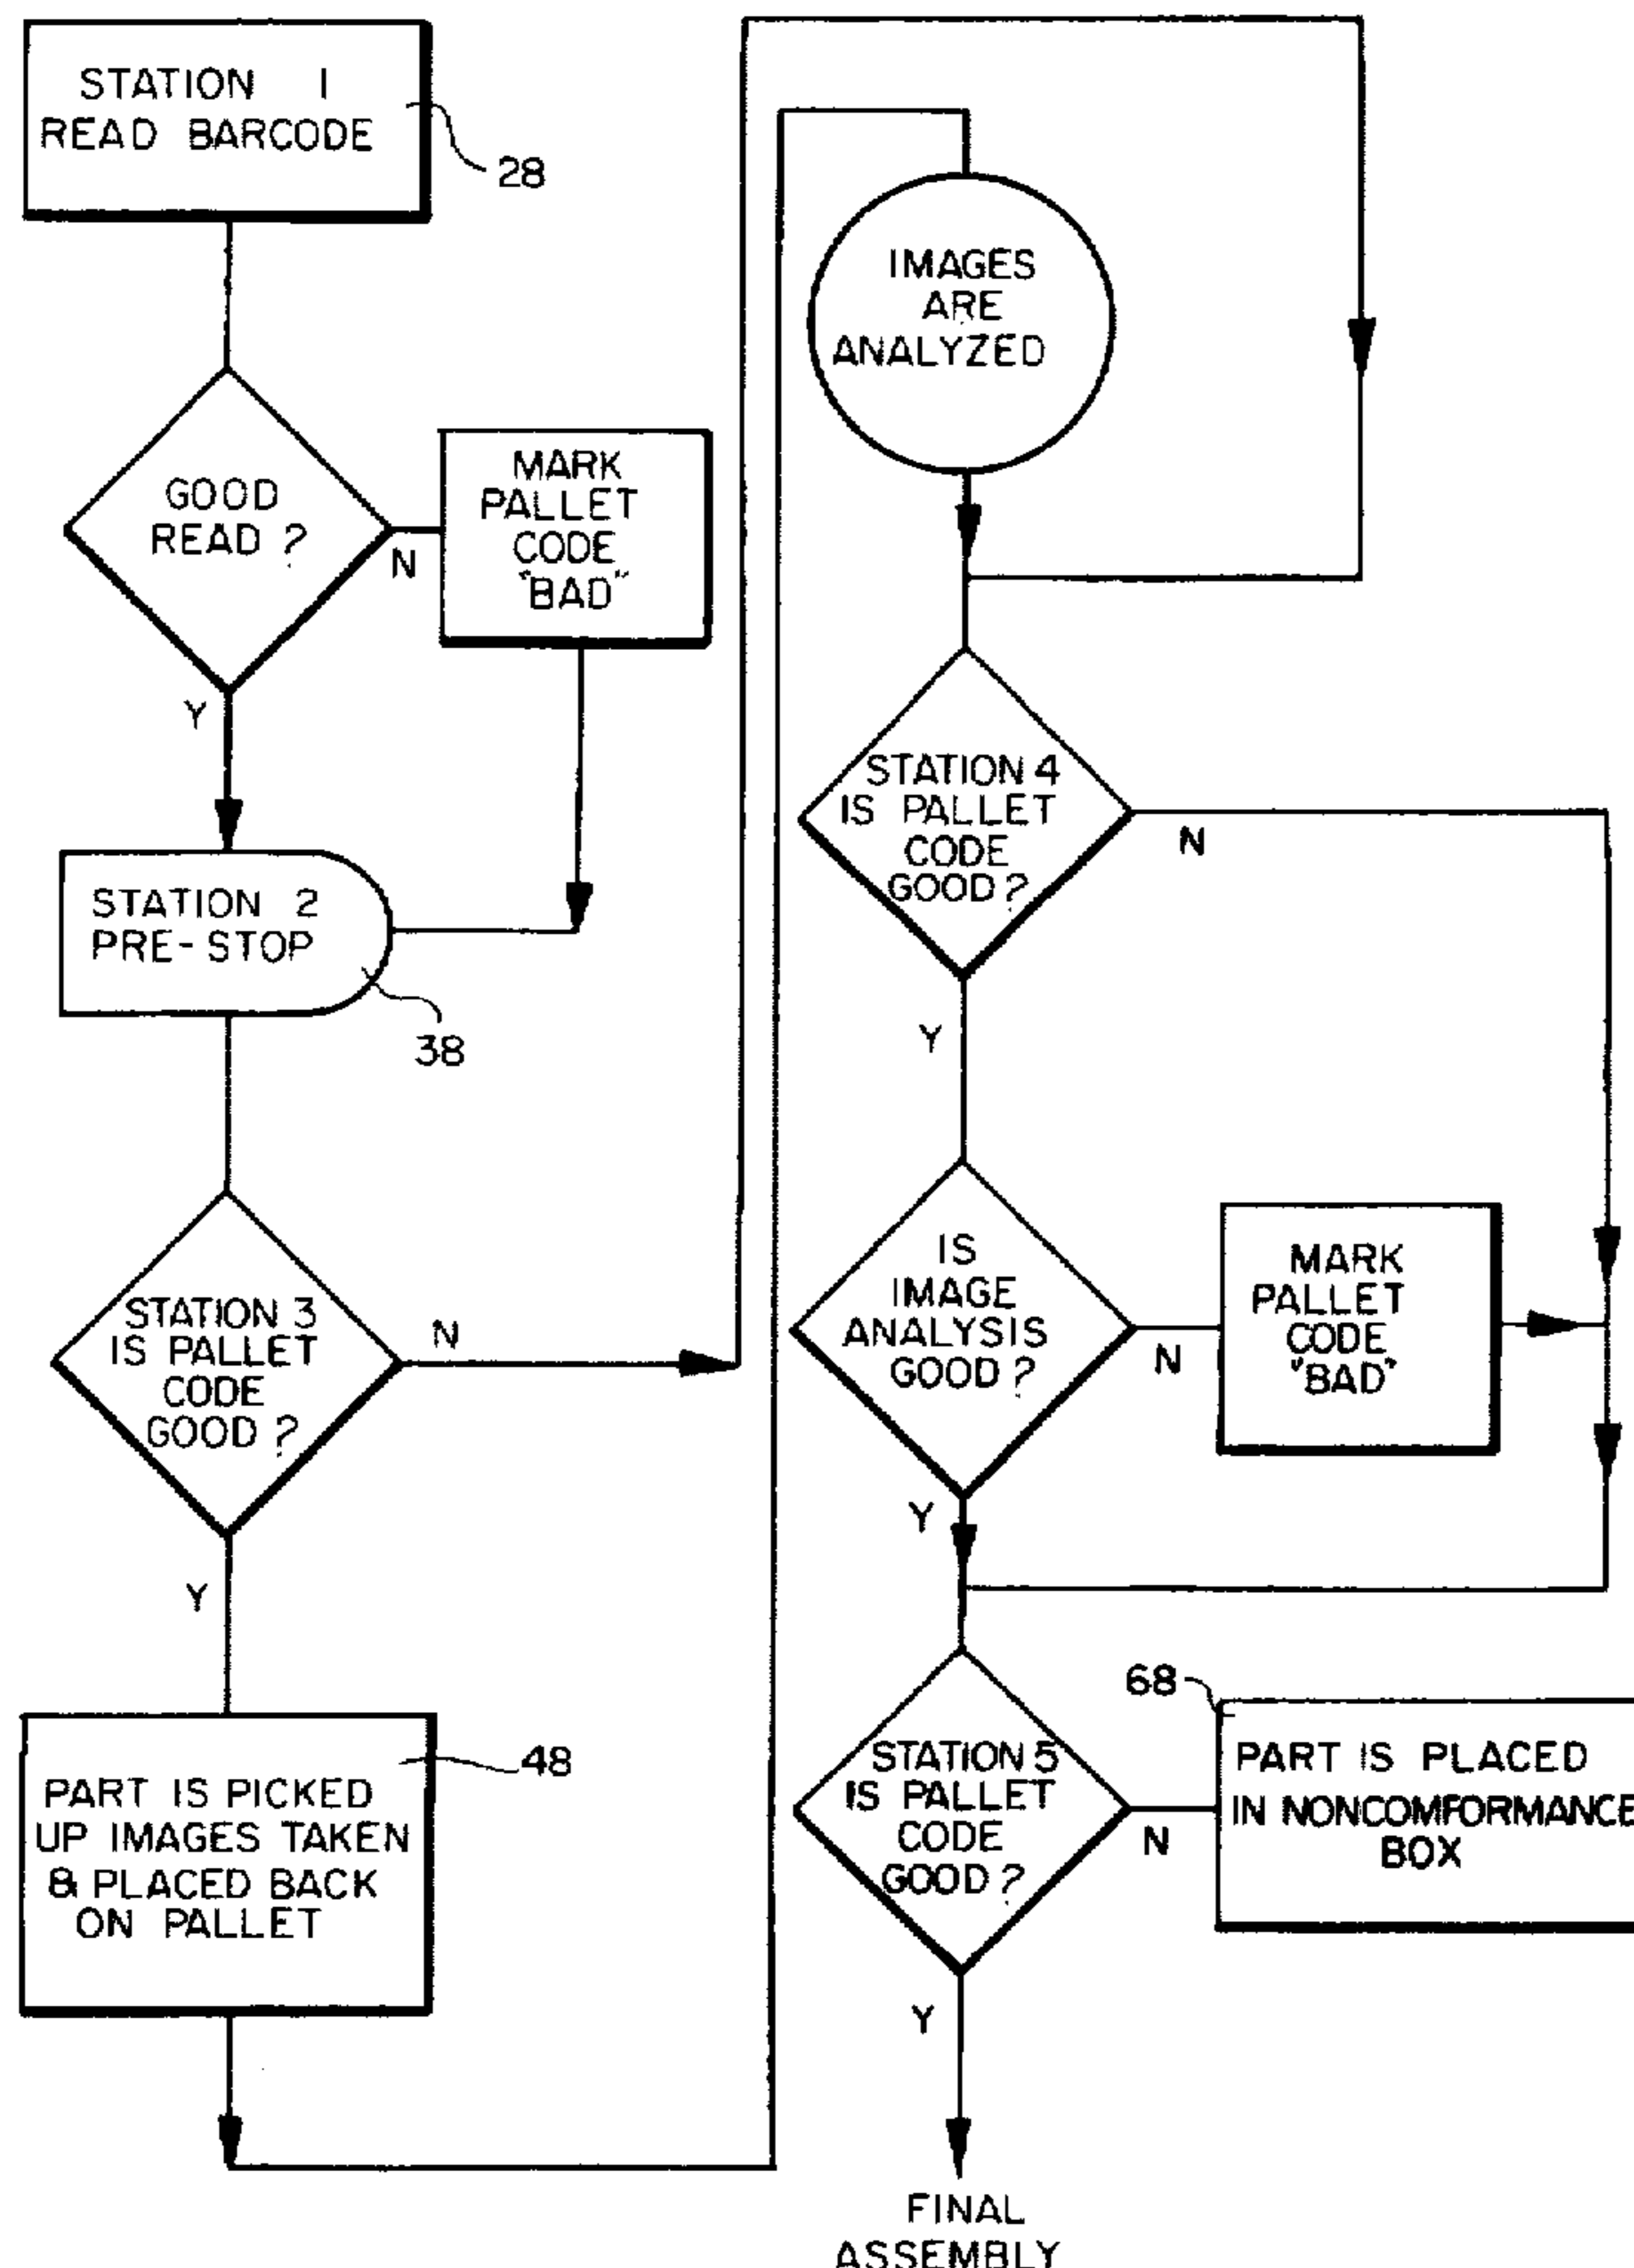 STATION 1
READ BARCODE
28
GOOD
READ ?
N
MARK
PALLET
CODE
"BAD"
Y
STATION 2
PRE-STOP
38
STATION 3
IS PALLET
CODE
GOOD ?
N
Y
PART IS PICKED
UP IMAGES TAKEN
& PLACED BACK
ON PALLET
48
IMAGES
ARE
ANALYZED
STATION 4
IS PALLET
CODE
GOOD ?
N
Y
IS
IMAGE
ANALYSIS
GOOD ?
N
MARK
PALLET
CODE
"BAD"
Y
STATION 5
IS PALLET
CODE
GOOD ?
N
68
PART IS PLACED
IN NONCOMFORMANCE
BOX
Y
FINAL
ASSEMBLY